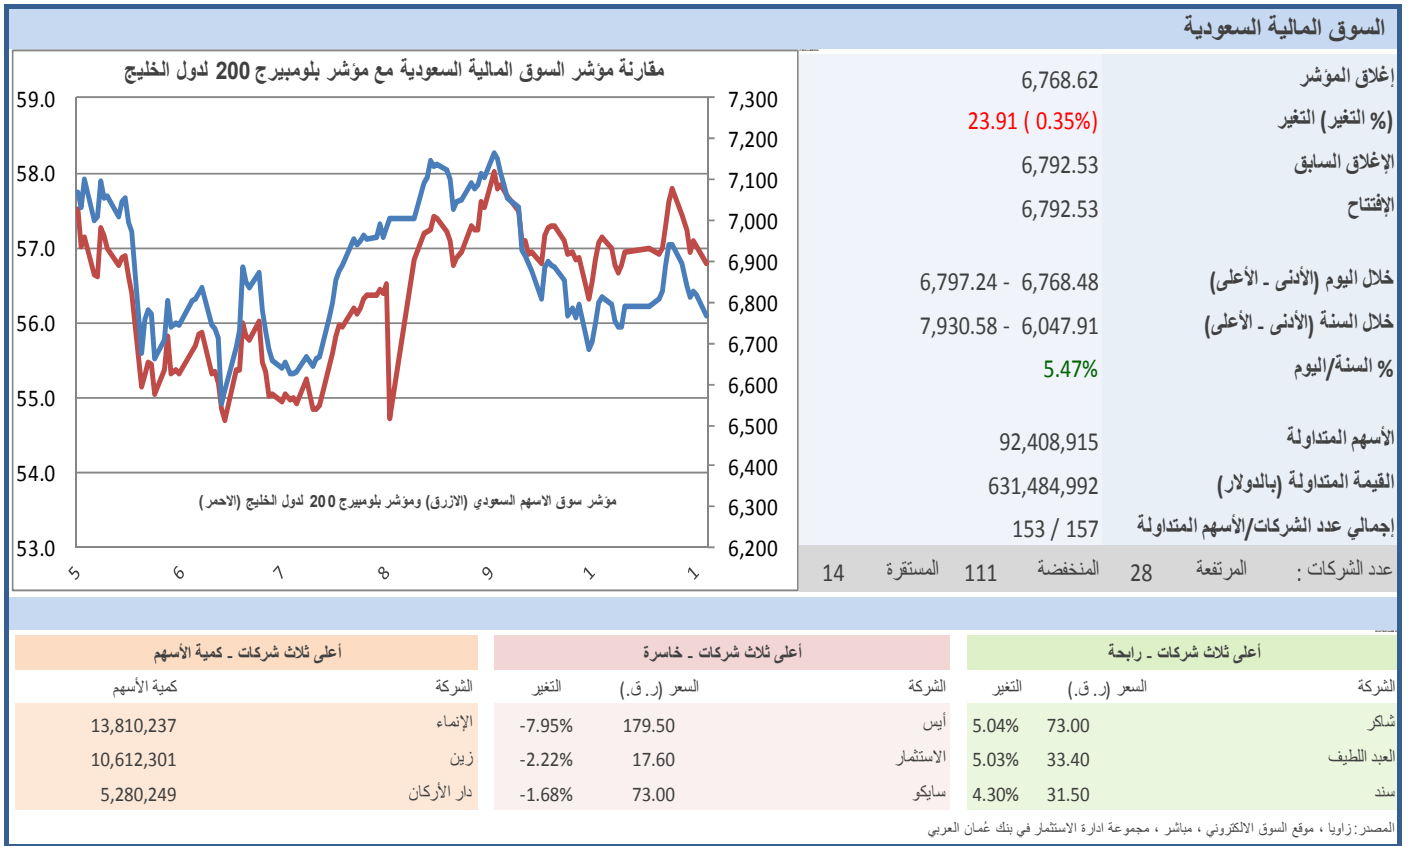 السوق المالية السعودية
إغلاق المؤشر 6,768.62
(% التغير) التغير 23.91 ( 0.35%)
الإغلاق السابق 6,792.53
الإفتتاح 6,792.53
خلال اليوم (الأدنى - الأعلى) 6,797.24 - 6,768.48
خلال السنة (الأدنى - الأعلى) 7,930.58 - 6,047.91
% السنة/اليوم 5.47%
الأسهم المتداولة 92,408,915
القيمة المتداولة (بالدولار) 631,484,992
إجمالي عدد الشركات/الأسهم المتداولة 153 / 157
عدد الشركات : المرتفعة 28 المنخفضة 111 المستقرة 14
مقارنة مؤشر السوق المالية السعودية مع مؤشر بلومبيرج 200 لدول الخليج
59.0
58.0
57.0
56.0
55.0
54.0
53.0
7,300
7,200
7,100
7,000
6,900
6,800
6,700
6,600
6,500
6,400
6,300
6,200
مؤشر سوق الاسهم السعودي (الازرق) ومؤشر بلومبيرج 200 لدول الخليج (الاحمر)
5 6 7 8 9 1 1
أعلى ثلاث شركات - رابحة
الشركة السعر (ر. ق.) التغير
شاكر 73.00 5.04%
العبد اللطيف 33.40 5.03%
سند 31.50 4.30%
أعلى ثلاث شركات - خاسرة
الشركة السعر (ر. ق.) التغير
أيس 179.50 -7.95%
الاستثمار 17.60 -2.22%
سايكو 73.00 -1.68%
أعلى ثلاث شركات - كمية الأسهم
الشركة كمية الأسهم
الإنماء 13,810,237
زين 10,612,301
دار الأركان 5,280,249
المصدر: زاويا ، موقع السوق الالكتروني ، مباشر ، مجموعة ادارة الاستثمار في بنك عُمان العربي